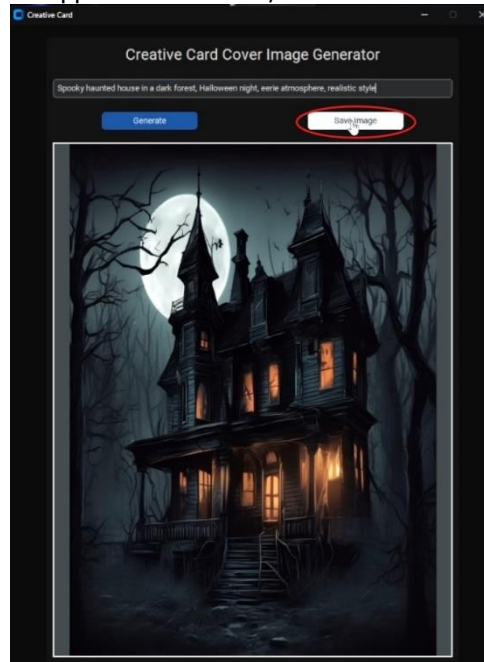 Creative Card
Creative Card Cover Image Generator
Spooky haunted house in a dark forest, Halloween night, eerie atmosphere, realistic style
Generate
Save Image